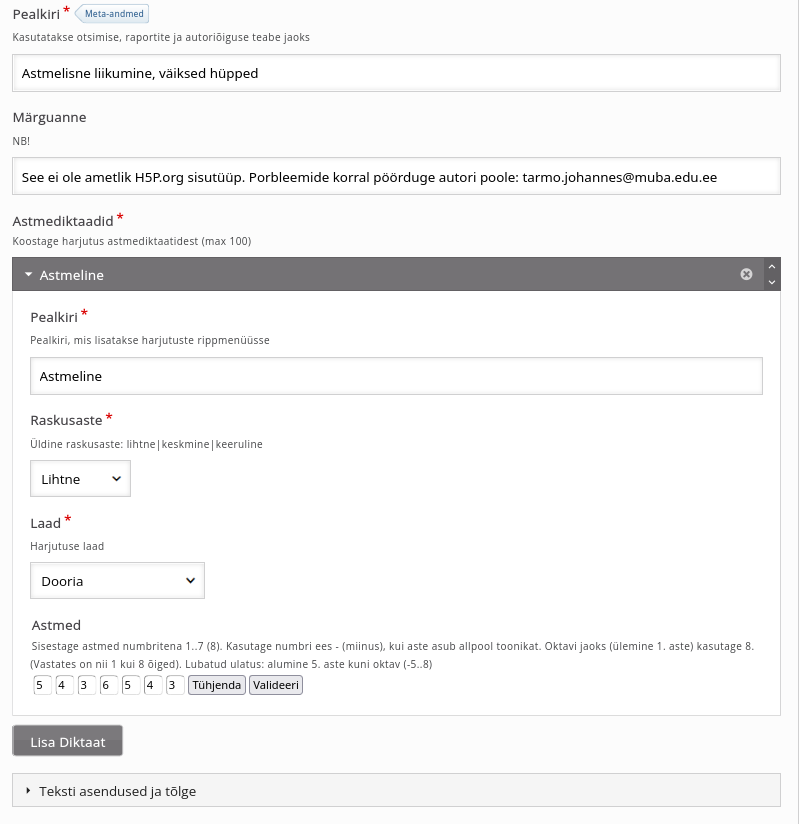 Pealkiri * Meta-andmed
Kasutatakse otsimise, raportite ja autoriõiguse teabe jaoks
Astmelisne liikumine, väiksed hüpped
Märguanne
NB!
See ei ole ametlik H5P.org sisutüüp. Porbleemide korral pöörduge autori poole: tarmo.johannes@muba.edu.ee
Astmediktaadid *
Koostage harjutus astmediktaatidest (max 100)
Astmeline
Pealkiri *
Pealkiri, mis lisatakse harjutuste rippmenüüsse
Astmeline
Raskusaste *
Üldine raskusaste: lihtne|keskmine|keeruline
Lihtne
Laad *
Harjutuse laad
Dooria
Astmed
Sisestage astmed numbritena 1..7 (8). Kasutage numbri ees - (miinus), kui aste asub allpool toonikat. Oktavi jaoks (ülemine 1. aste) kasutage 8.
(Vastates on nii 1 kui 8 õiged). Lubatud ulatus: alumine 5. aste kuni oktav (-5..8)
5 4 3 6 5 4 3 Tühjenda Valideeri
Lisa Diktaat
Teksti asendused ja tõlge